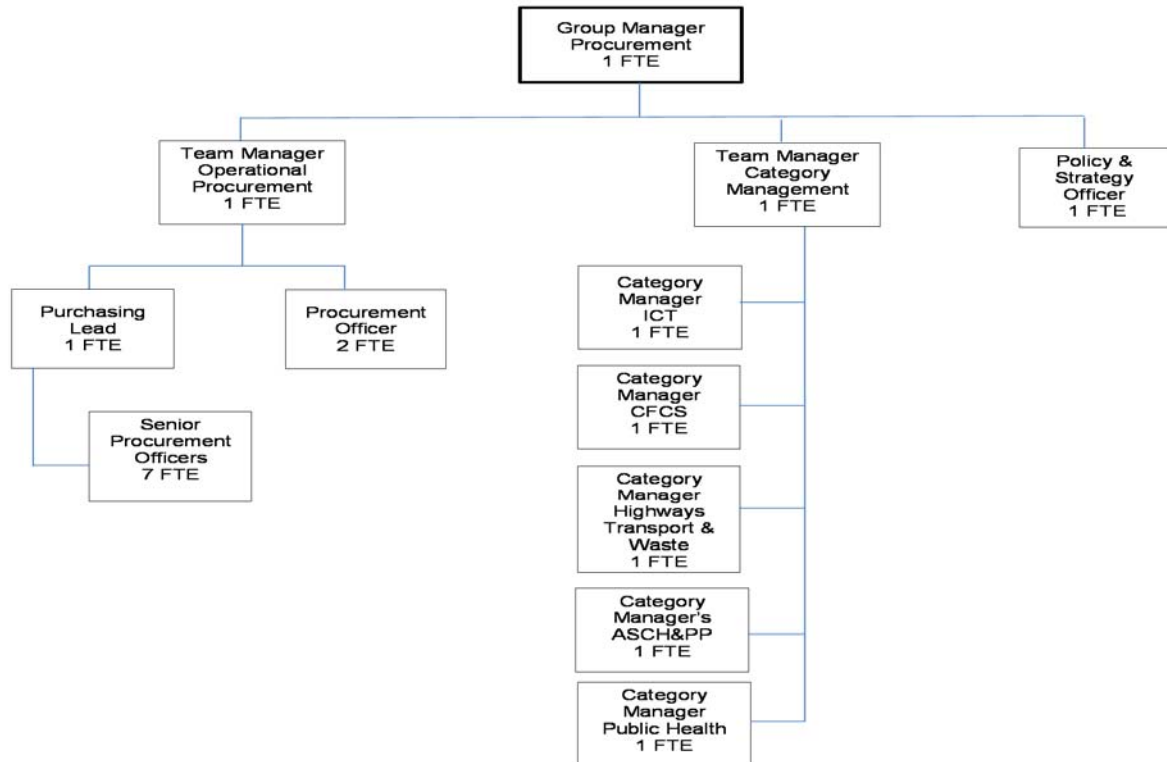 Group Manager
Procurement
1 FTE
Team Manager
Operational
Procurement
1 FTE
Team Manager
Category
Management
1 FTE
Policy &
Strategy
Officer
1 FTE
Purchasing
Lead
1 FTE
Procurement
Officer
2 FTE
Senior
Procurement
Officers
7 FTE
Category
Manager
ICT
1 FTE
Category
Manager
CFCS
1 FTE
Category
Manager
Highways
Transport &
Waste
1 FTE
Category
Manager's
ASCH&PP
1 FTE
Category
Manager
Public Health
1 FTE